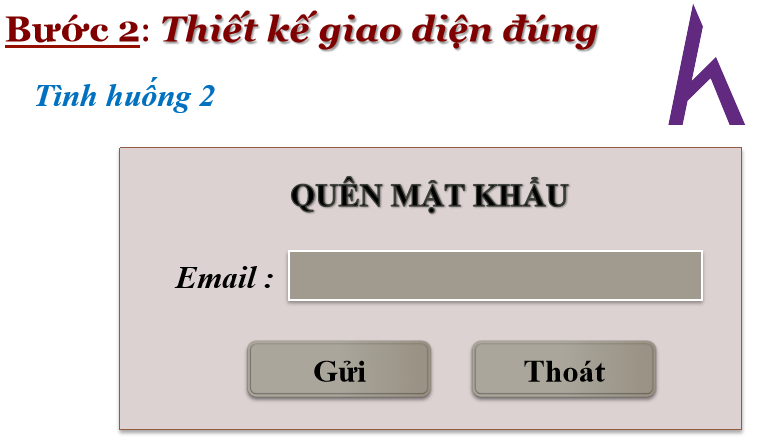 Bước 2: Thiết kế giao diện đúng
Tình huống 2
QUÊN MẬT KHẨU
Email :
Gửi
Thoát